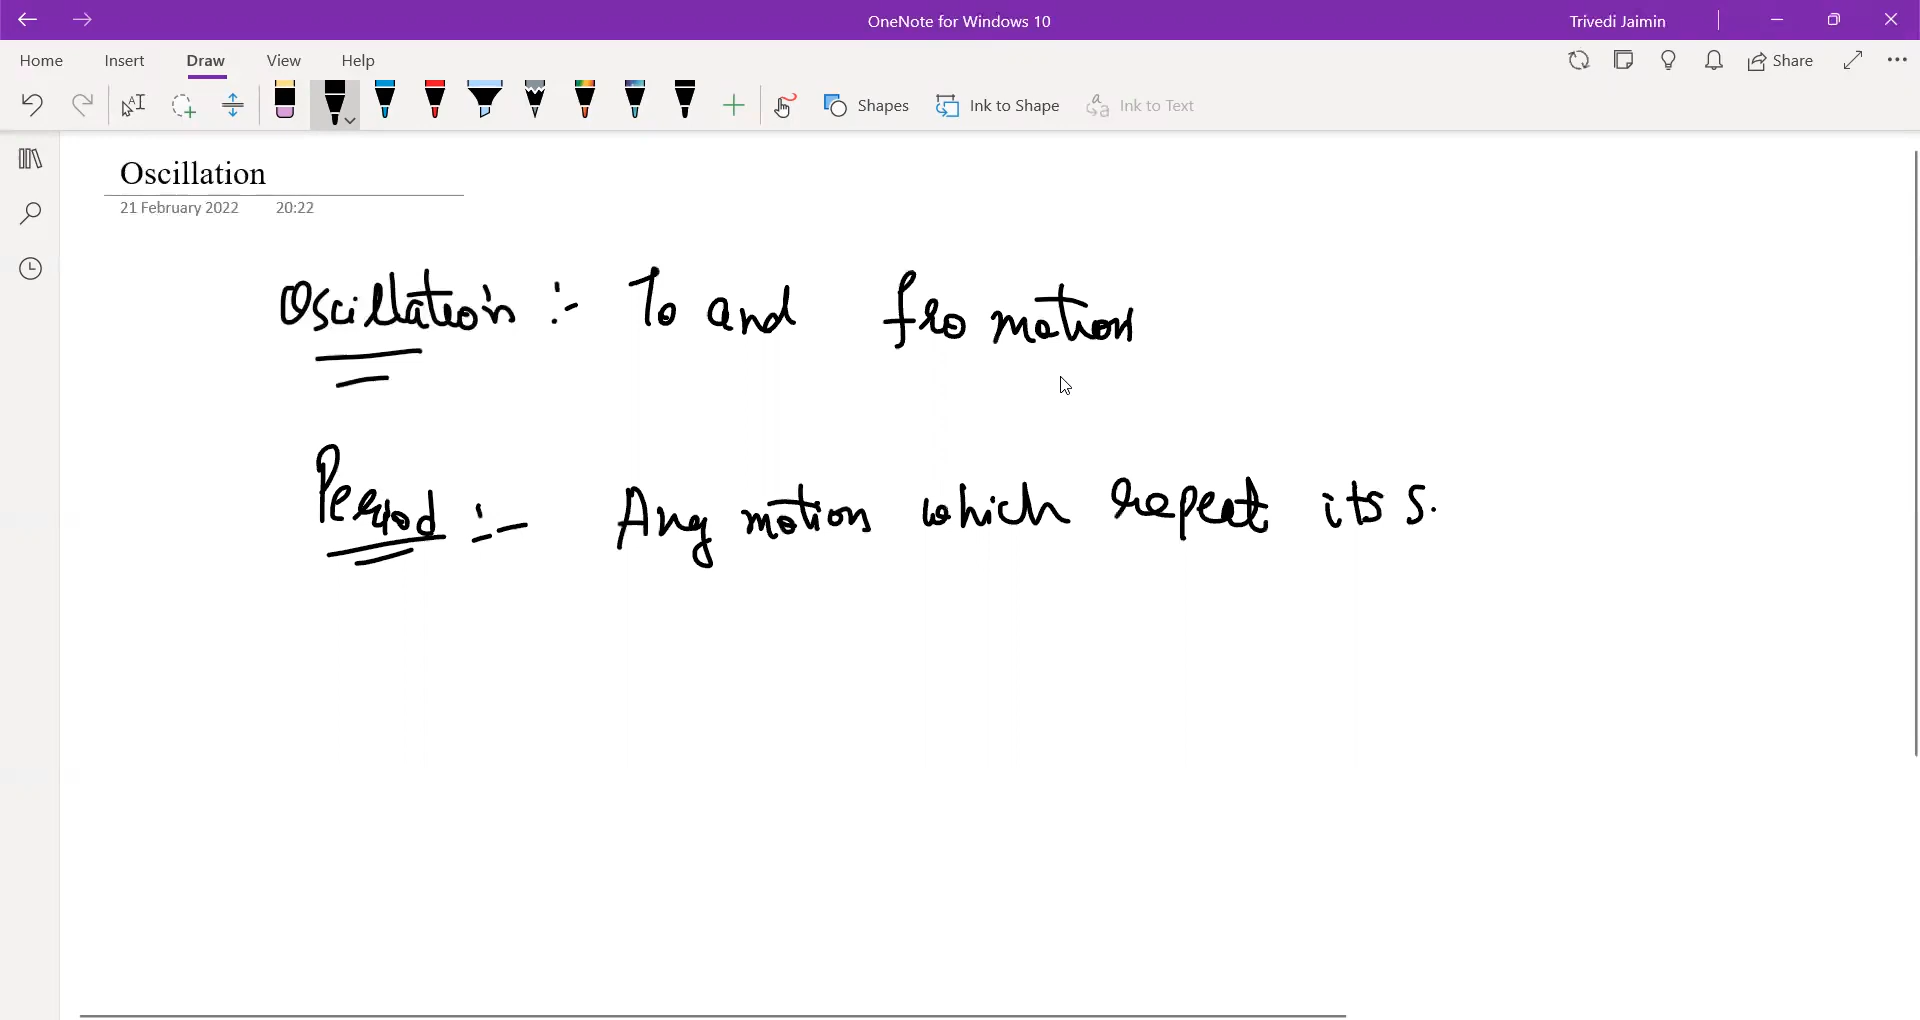 OneNote for Windows 10
Trivedi Jaimin
Home Insert Draw View Help
Share
Shapes
Ink to Shape
Ink to Text
Oscillation
21 February 2022 20:22
Oscillation :- To and fro motion
Period :- Any motion which repeat its s.